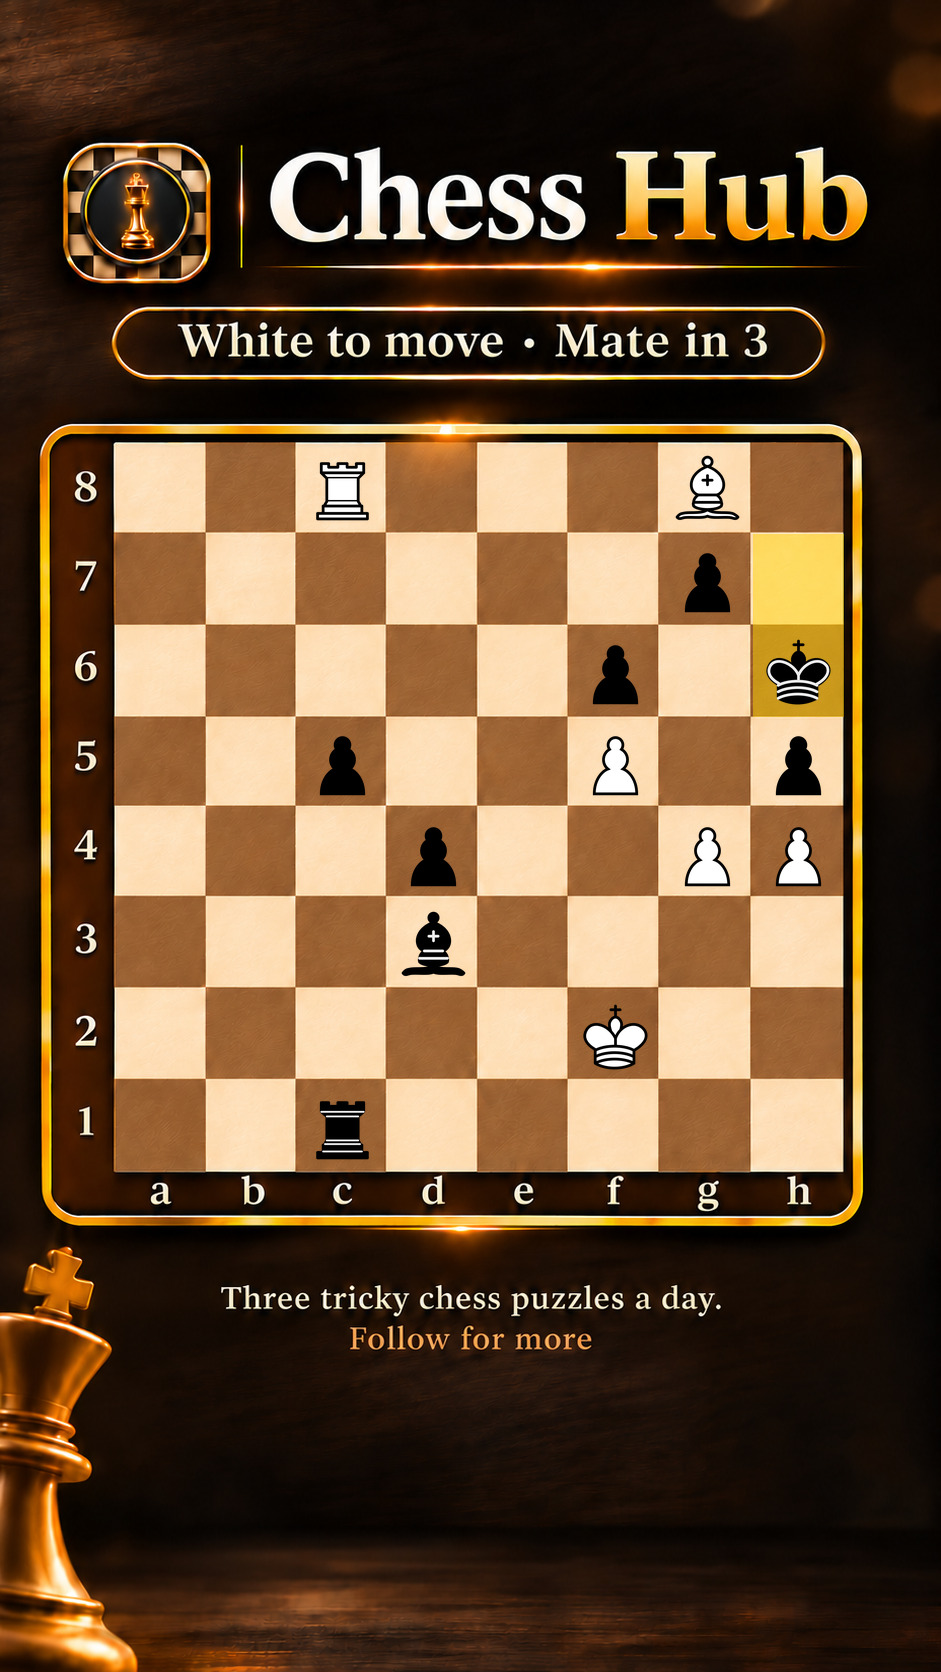 Chess Hub
White to move • Mate in 3
8
7
6
5
4
3
2
1
a b c d e f g h
Three tricky chess puzzles a day.
Follow for more